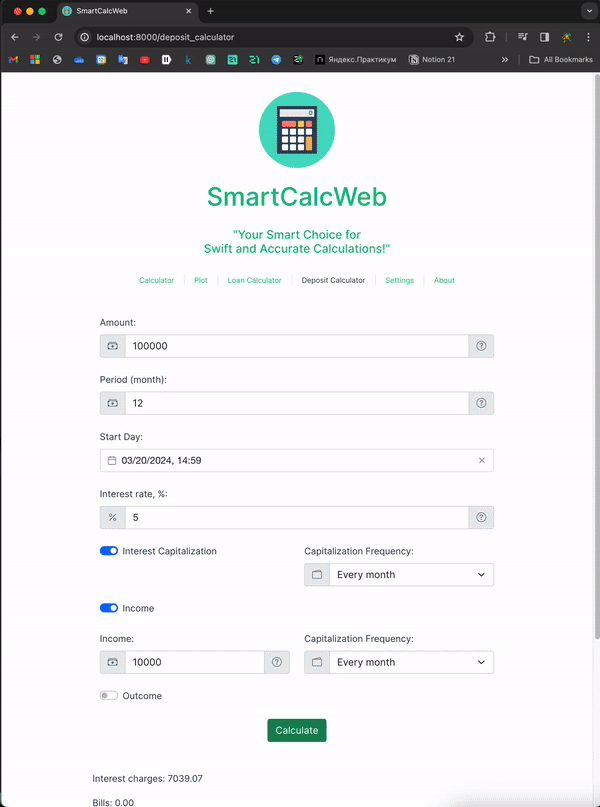 SmartCalcWeb
localhost:8000/deposit_calculator
Яндекс.Практикум
Notion 21
All Bookmarks
SmartCalcWeb
"Your Smart Choice for
Swift and Accurate Calculations!"
Calculator Plot Loan Calculator Deposit Calculator Settings About
Amount:
100000
Period (month):
12
Start Day:
03/20/2024, 14:59
Interest rate, %:
% 5
Interest Capitalization Capitalization Frequency:
Every month
Income
Income: Capitalization Frequency:
10000 Every month
Outcome
Calculate
Interest charges: 7039.07
Bills: 0.00